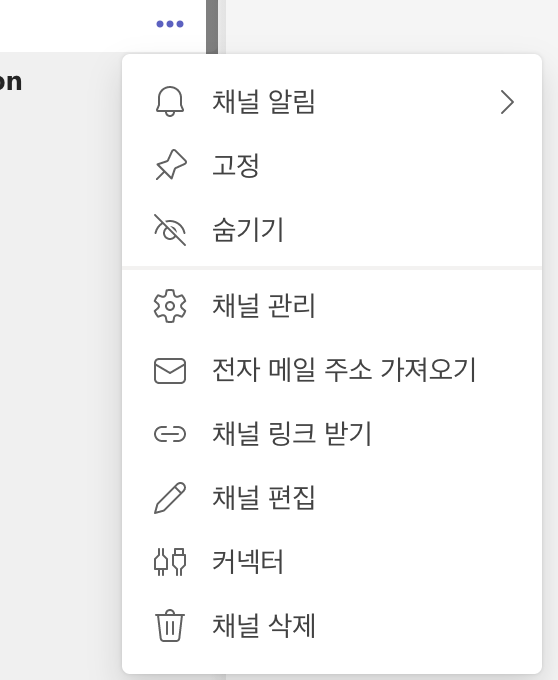 on
채널 알림
고정
숨기기
채널 관리
전자 메일 주소 가져오기
채널 링크 받기
채널 편집
커넥터
채널 삭제